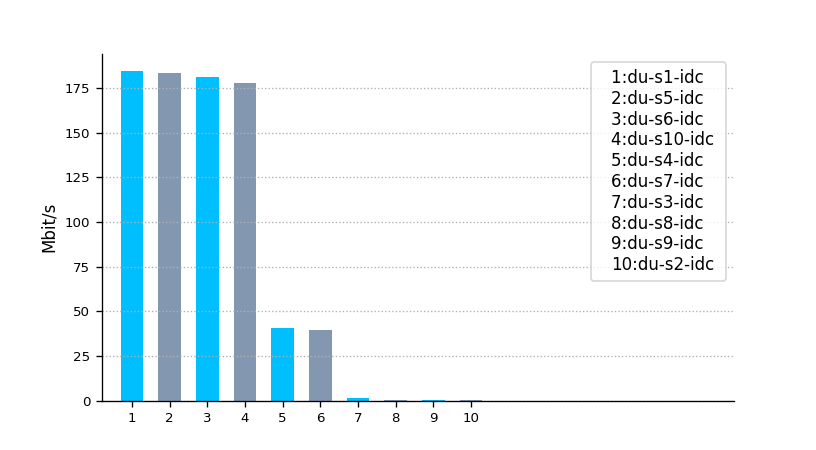 Mbit/s
175
150
125
100
75
50
25
0
1 2 3 4 5 6 7 8 9 10
1:du-s1-idc
2:du-s5-idc
3:du-s6-idc
4:du-s10-idc
5:du-s4-idc
6:du-s7-idc
7:du-s3-idc
8:du-s8-idc
9:du-s9-idc
10:du-s2-idc